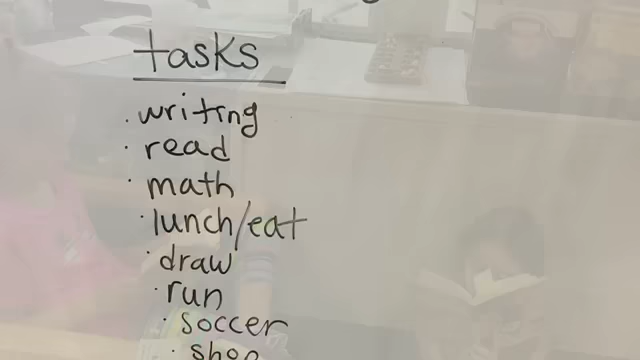 tasks
· writing
· read
· math
· lunch/eat
· draw
· run
· soccer